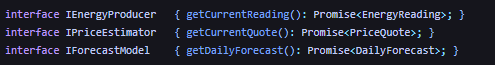 interface IEnergyProducer   { getCurrentReading(): Promise<EnergyReading>; }
interface IPriceEstimator   { getCurrentQuote(): Promise<PriceQuote>; }
interface IForecastModel    { getDailyForecast(): Promise<DailyForecast>; }